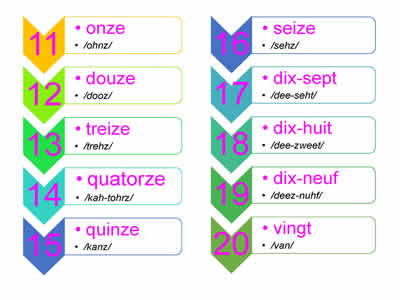 11
• onze
• /ohnz/
12
• douze
• /dooz/
13
• treize
• /trehz/
14
• quatorze
• /kah-tohrz/
15
• quinze
• /kanz/
16
• seize
• /sehz/
17
• dix-sept
• /dee-seht/
18
• dix-huit
• /dee-zweet/
19
• dix-neuf
• /deez-nuhf/
20
• vingt
• /van/